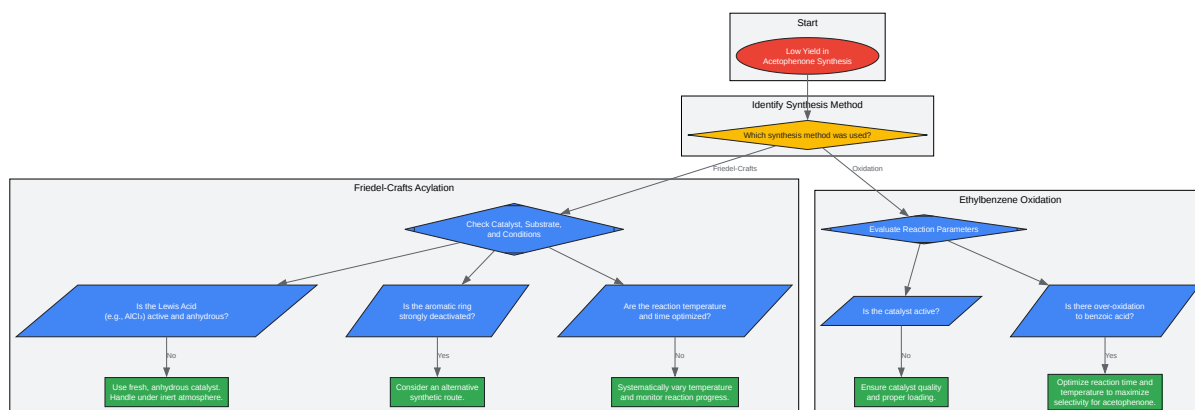 Start
Low Yield in
Acetophenone Synthesis
Identify Synthesis Method
Which synthesis method was used?
Friedel-Crafts
Oxidation
Friedel-Crafts Acylation
Check Catalyst, Substrate,
and Conditions
Is the Lewis Acid
(e.g., AlCl₃) active and anhydrous?
Is the aromatic ring
strongly deactivated?
Are the reaction temperature
and time optimized?
No
Yes
No
Use fresh, anhydrous catalyst.
Handle under inert atmosphere.
Consider an alternative
synthetic route.
Systematically vary temperature
and monitor reaction progress.
Ethylbenzene Oxidation
Evaluate Reaction Parameters
Is the catalyst active?
Is there over-oxidation
to benzoic acid?
No
Yes
Ensure catalyst quality
and proper loading.
Optimize reaction time and
temperature to maximize
selectivity for acetophenone.